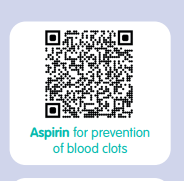 Aspirin for prevention
of blood clots